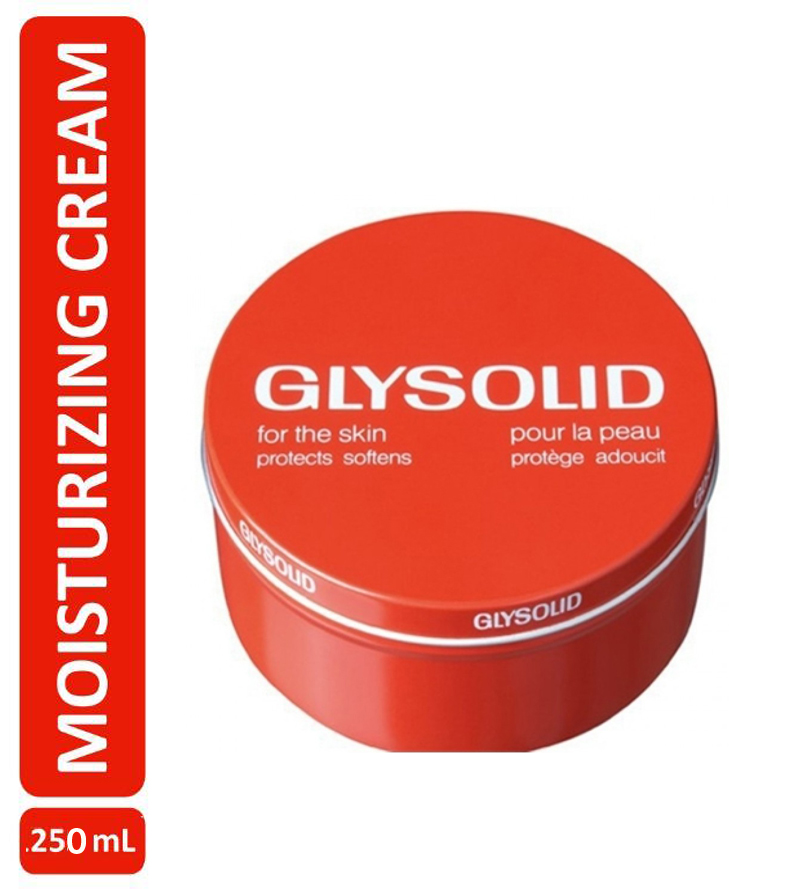 MOISTURIZING CREAM
.250 mL
GLYSOLID
for the skin
protects softens
pour la peau
protège adoucit
GLYSOLID
GLYSOLID